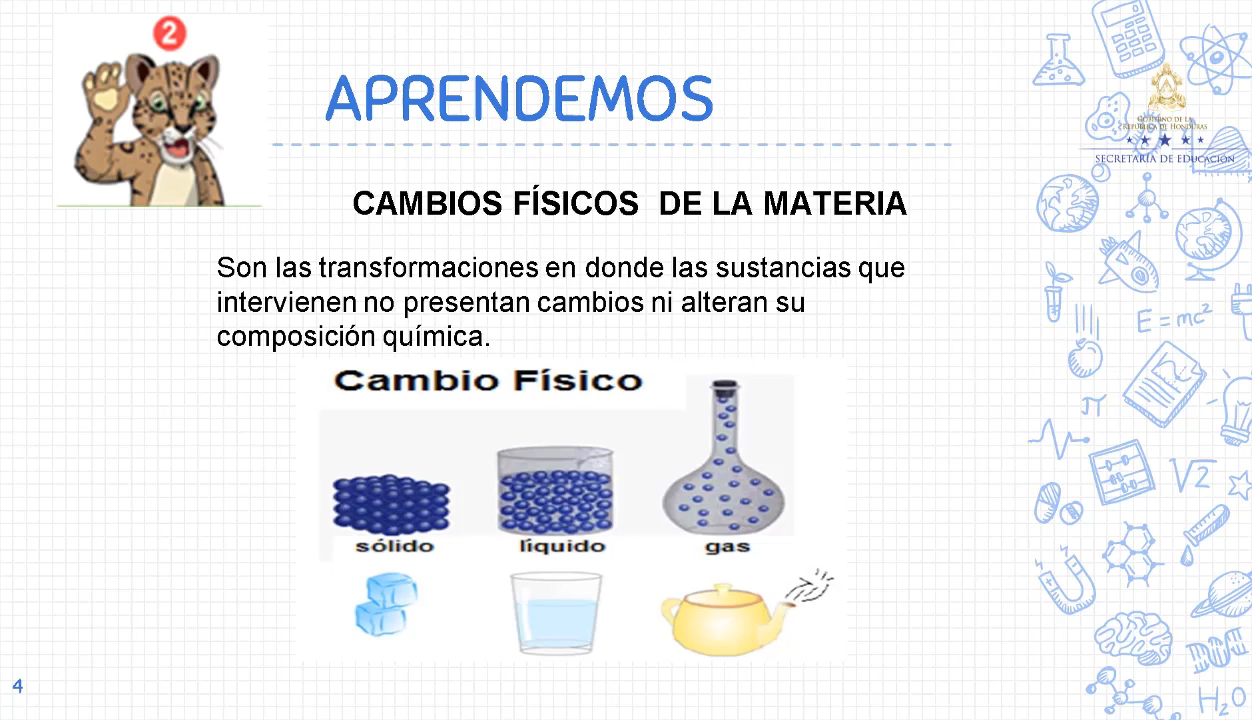 2
APRENDEMOS
GOBIERNO DE LA
REPÚBLICA DE HONDURAS
SECRETARÍA DE EDUCACIÓN
CAMBIOS FÍSICOS DE LA MATERIA
Son las transformaciones en donde las sustancias que
intervienen no presentan cambios ni alteran su
composición química.
Cambio Físico
sólido líquido gas
E=mc²
π
√2
H₂O
4